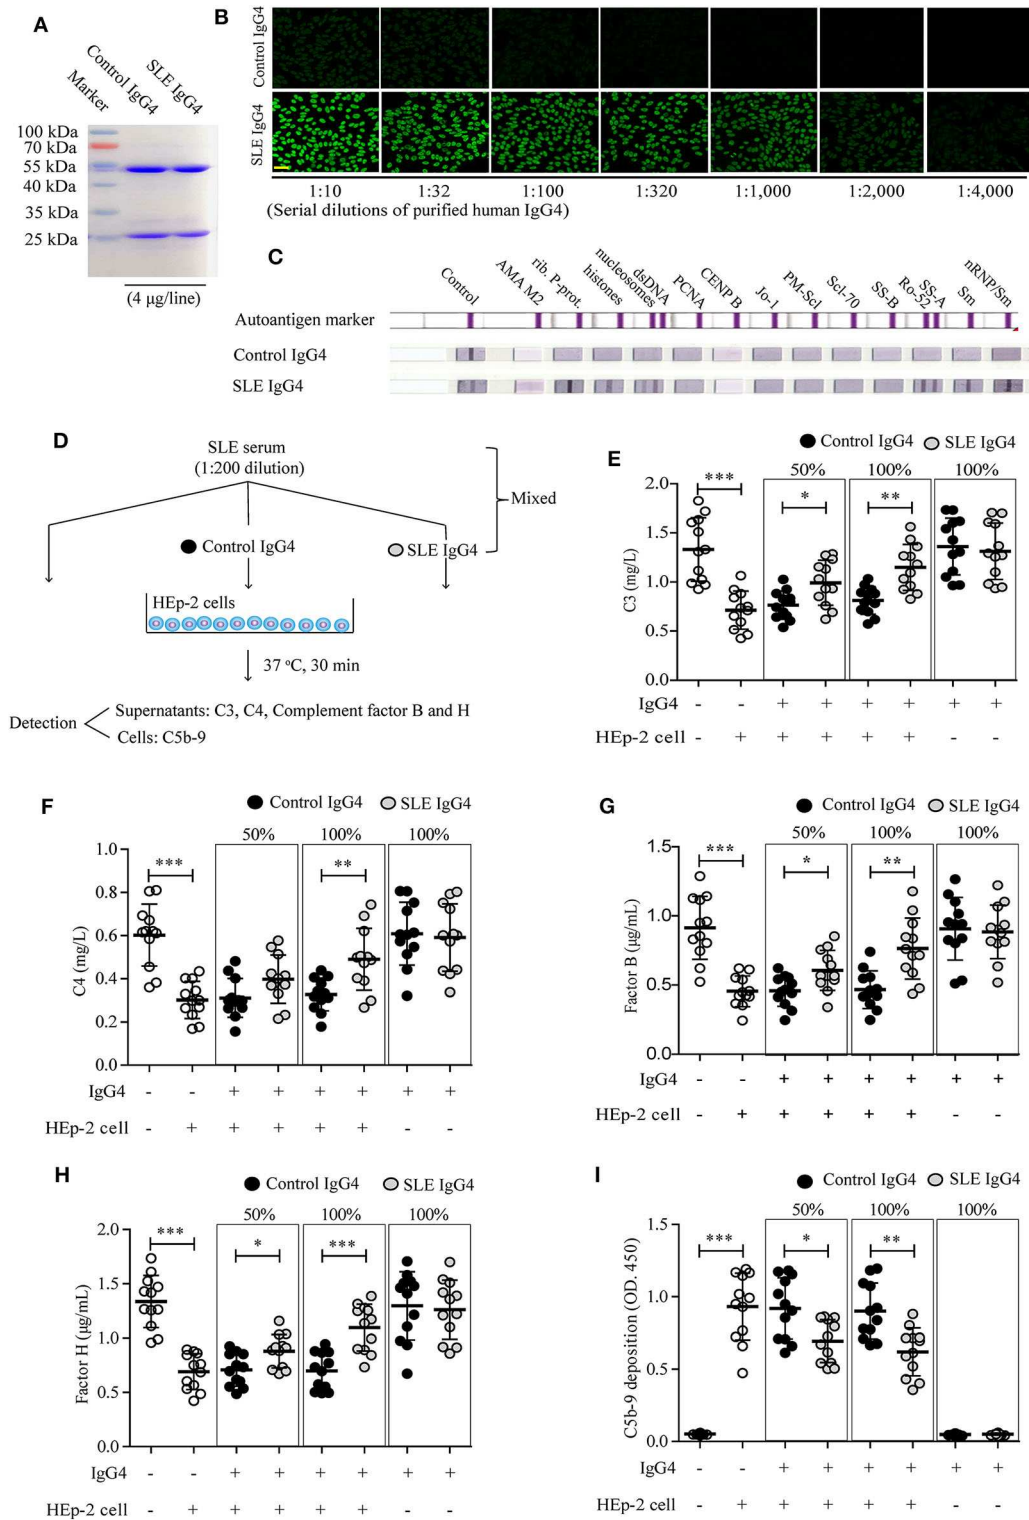 A
Marker
Control IgG4
SLE IgG4
100 kDa
70 kDa
55 kDa
40 kDa
35 kDa
25 kDa
(4 μg/line)
B
Control IgG4
SLE IgG4
1:10 1:32 1:100 1:320 1:1,000 1:2,000 1:4,000
(Serial dilutions of purified human IgG4)
C
Control
AMA M2
rib. P-prot.
histones
nucleosomes
dsDNA
PCNA
CENP B
Jo-1
PM-Scl
Scl-70
SS-B
Ro-52
SS-A
Sm
nRNP/Sm
Autoantigen marker
Control IgG4
SLE IgG4
D
SLE serum
(1:200 dilution)
Mixed
Control IgG4
SLE IgG4
HEp-2 cells
37 °C, 30 min
Detection
Supernatants: C3, C4, Complement factor B and H
Cells: C5b-9
E
Control IgG4 SLE IgG4
50% 100% 100%
*** * **
C3 (mg/L)
2.0
1.5
1.0
0.5
0.0
IgG4 - - + + + + + +
HEp-2 cell - + + + + + - -
F
Control IgG4 SLE IgG4
50% 100% 100%
*** **
C4 (mg/L)
1.0
0.8
0.6
0.4
0.2
0.0
IgG4 - - + + + + + +
HEp-2 cell - + + + + + - -
G
Control IgG4 SLE IgG4
50% 100% 100%
*** * **
Factor B (μg/mL)
1.5
1.0
0.5
0.0
IgG4 - - + + + + + +
HEp-2 cell - + + + + + - -
H
Control IgG4 SLE IgG4
50% 100% 100%
*** * ***
Factor H (μg/mL)
2.0
1.5
1.0
0.5
0.0
IgG4 - - + + + + + +
HEp-2 cell - + + + + + - -
I
Control IgG4 SLE IgG4
50% 100% 100%
*** * **
C5b-9 deposition (OD. 450)
1.5
1.0
0.5
0.0
IgG4 - - + + + + + +
HEp-2 cell - + + + + + - -